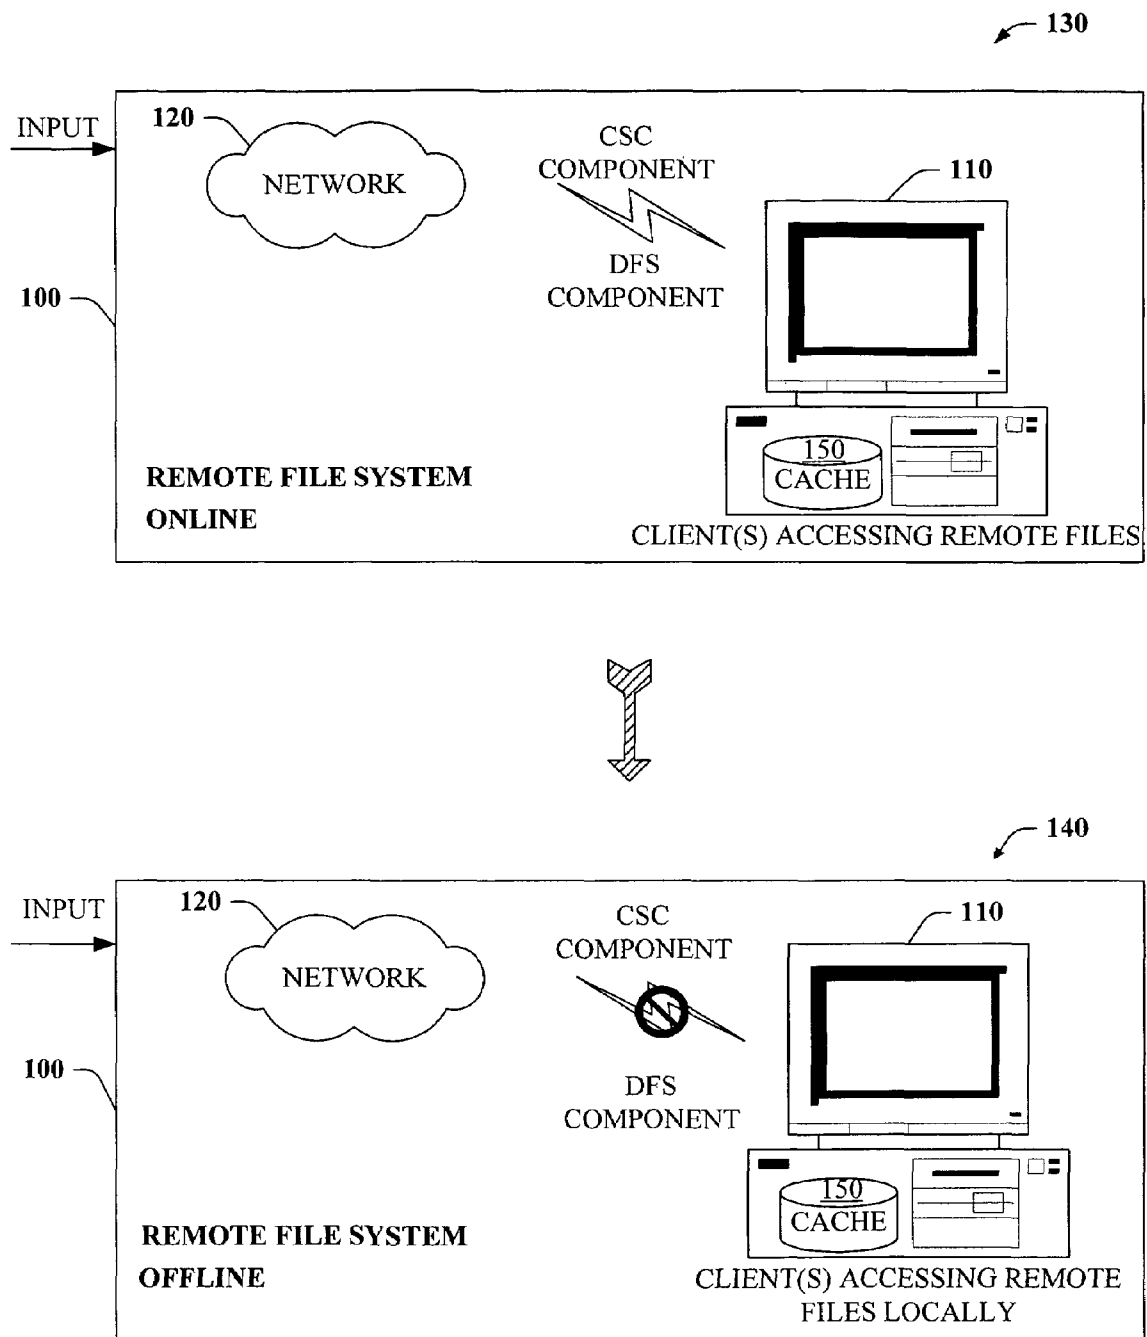 130
INPUT
120
NETWORK
CSC
COMPONENT
110
DFS
COMPONENT
100
150
CACHE
REMOTE FILE SYSTEM
ONLINE
CLIENT(S) ACCESSING REMOTE FILES
140
INPUT
120
NETWORK
CSC
COMPONENT
110
100
DFS
COMPONENT
150
CACHE
REMOTE FILE SYSTEM
OFFLINE
CLIENT(S) ACCESSING REMOTE
FILES LOCALLY